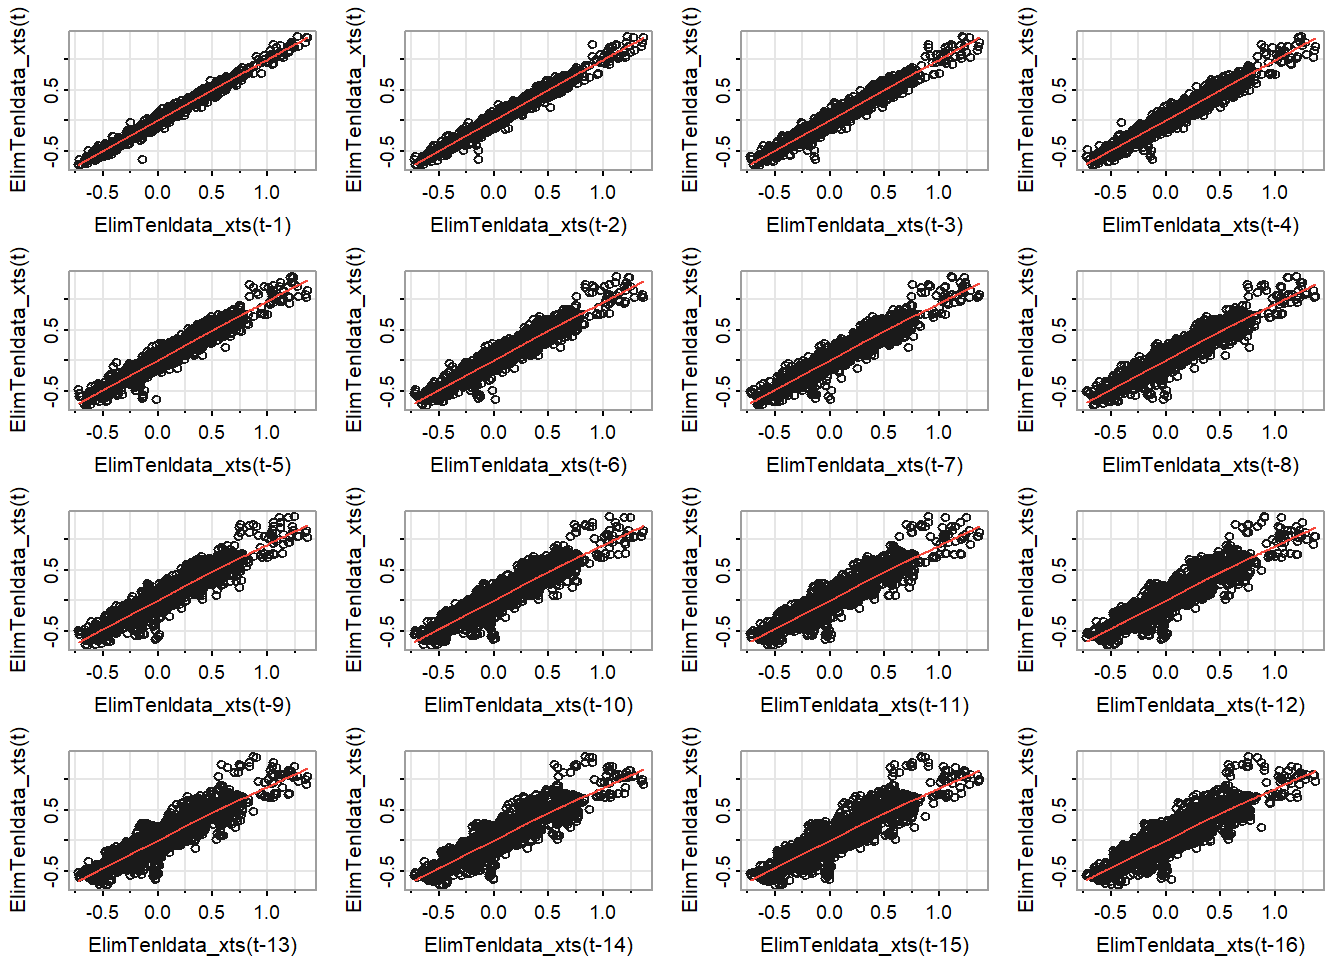 ElimTenldata_xts(t)
0.5
-0.5
-0.5 0.0 0.5 1.0
ElimTenldata_xts(t-1)
ElimTenldata_xts(t)
0.5
-0.5
-0.5 0.0 0.5 1.0
ElimTenldata_xts(t-2)
ElimTenldata_xts(t)
0.5
-0.5
-0.5 0.0 0.5 1.0
ElimTenldata_xts(t-3)
ElimTenldata_xts(t)
0.5
-0.5
-0.5 0.0 0.5 1.0
ElimTenldata_xts(t-4)
ElimTenldata_xts(t)
0.5
-0.5
-0.5 0.0 0.5 1.0
ElimTenldata_xts(t-5)
ElimTenldata_xts(t)
0.5
-0.5
-0.5 0.0 0.5 1.0
ElimTenldata_xts(t-6)
ElimTenldata_xts(t)
0.5
-0.5
-0.5 0.0 0.5 1.0
ElimTenldata_xts(t-7)
ElimTenldata_xts(t)
0.5
-0.5
-0.5 0.0 0.5 1.0
ElimTenldata_xts(t-8)
ElimTenldata_xts(t)
0.5
-0.5
-0.5 0.0 0.5 1.0
ElimTenldata_xts(t-9)
ElimTenldata_xts(t)
0.5
-0.5
-0.5 0.0 0.5 1.0
ElimTenldata_xts(t-10)
ElimTenldata_xts(t)
0.5
-0.5
-0.5 0.0 0.5 1.0
ElimTenldata_xts(t-11)
ElimTenldata_xts(t)
0.5
-0.5
-0.5 0.0 0.5 1.0
ElimTenldata_xts(t-12)
ElimTenldata_xts(t)
0.5
-0.5
-0.5 0.0 0.5 1.0
ElimTenldata_xts(t-13)
ElimTenldata_xts(t)
0.5
-0.5
-0.5 0.0 0.5 1.0
ElimTenldata_xts(t-14)
ElimTenldata_xts(t)
0.5
-0.5
-0.5 0.0 0.5 1.0
ElimTenldata_xts(t-15)
ElimTenldata_xts(t)
0.5
-0.5
-0.5 0.0 0.5 1.0
ElimTenldata_xts(t-16)